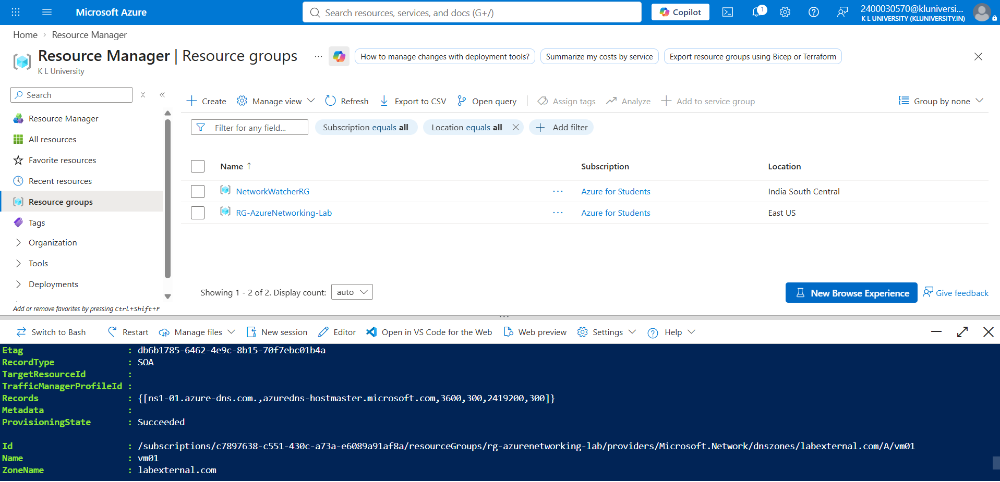 Microsoft Azure
Search resources, services, and docs (G+/)
Copilot
1
2400030570@kluniversi...
K L UNIVERSITY (KLUNIVERSITY.IN)
Home > Resource Manager
Resource Manager | Resource groups
...
How to manage changes with deployment tools?
Summarize my costs by service
Export resource groups using Bicep or Terraform
K L University
Search
Create
Manage view
Refresh
Export to CSV
Open query
Assign tags
Analyze
Add to service group
Group by none
Resource Manager
All resources
Favorite resources
Recent resources
Resource groups
Tags
Organization
Tools
Deployments
Add or remove favorites by pressing Ctrl+Shift+F
Filter for any field...
Subscription equals all
Location equals all
Add filter
Name ↑
Subscription
Location
NetworkWatcherRG
...
Azure for Students
India South Central
RG-AzureNetworking-Lab
...
Azure for Students
East US
Showing 1 - 2 of 2. Display count:
auto
New Browse Experience
Give feedback
Switch to Bash
Restart
Manage files
New session
Editor
Open in VS Code for the Web
Web preview
Settings
Help
Etag : db6b1785-6462-4e9c-8b15-70f7ebc01b4a
RecordType : SOA
TargetResourceId :
TrafficManagerProfileId :
Records : {[ns1-01.azure-dns.com.,azuredns-hostmaster.microsoft.com,3600,300,2419200,300]}
Metadata :
ProvisioningState : Succeeded
Id : /subscriptions/c7897638-c551-430c-a73a-e6089a91af8a/resourceGroups/rg-azurenetworking-lab/providers/Microsoft.Network/dnszones/labexternal.com/A/vm01
Name : vm01
ZoneName : labexternal.com